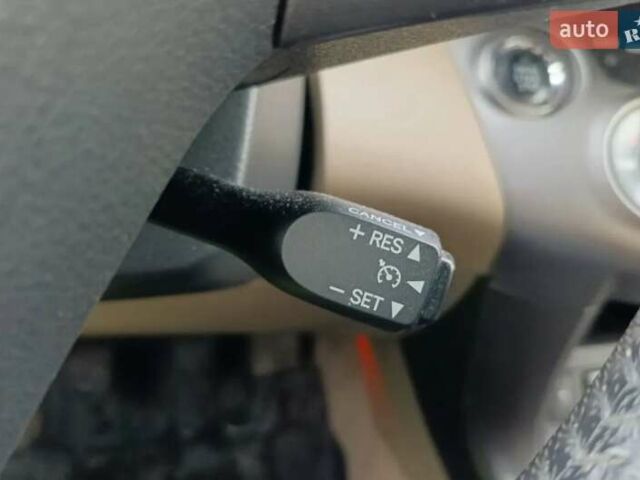 auto
CANCEL▼
+ RES ▲
◀
− SET ▼